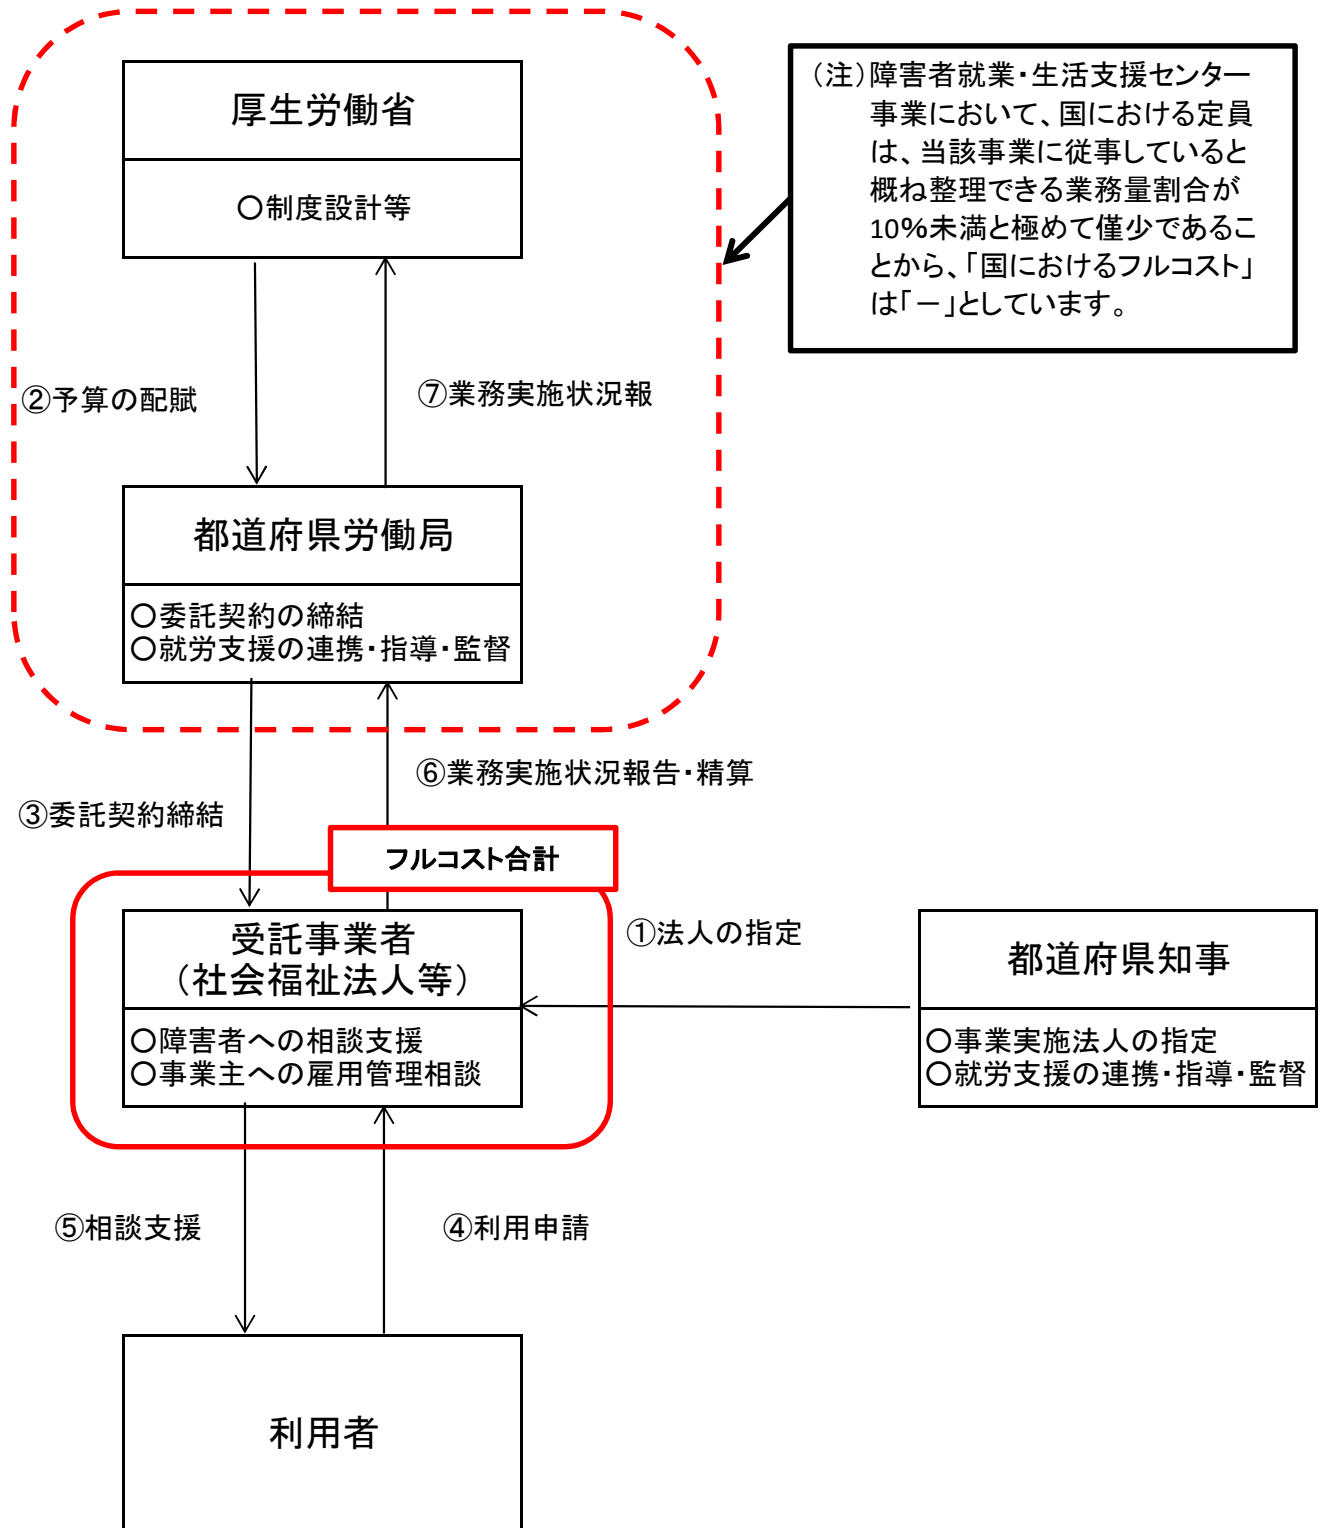 厚生労働省
○制度設計等
（注）障害者就業・生活支援センター
事業において、国における定員
は、当該事業に従事していると
概ね整理できる業務量割合が
10%未満と極めて僅少であるこ
とから、「国におけるフルコスト」
は「－」としています。
②予算の配賦
⑦業務実施状況報
都道府県労働局
○委託契約の締結
○就労支援の連携・指導・監督
⑥業務実施状況報告・精算
③委託契約締結
フルコスト合計
受託事業者
（社会福祉法人等）
○障害者への相談支援
○事業主への雇用管理相談
①法人の指定
都道府県知事
○事業実施法人の指定
○就労支援の連携・指導・監督
⑤相談支援
④利用申請
利用者